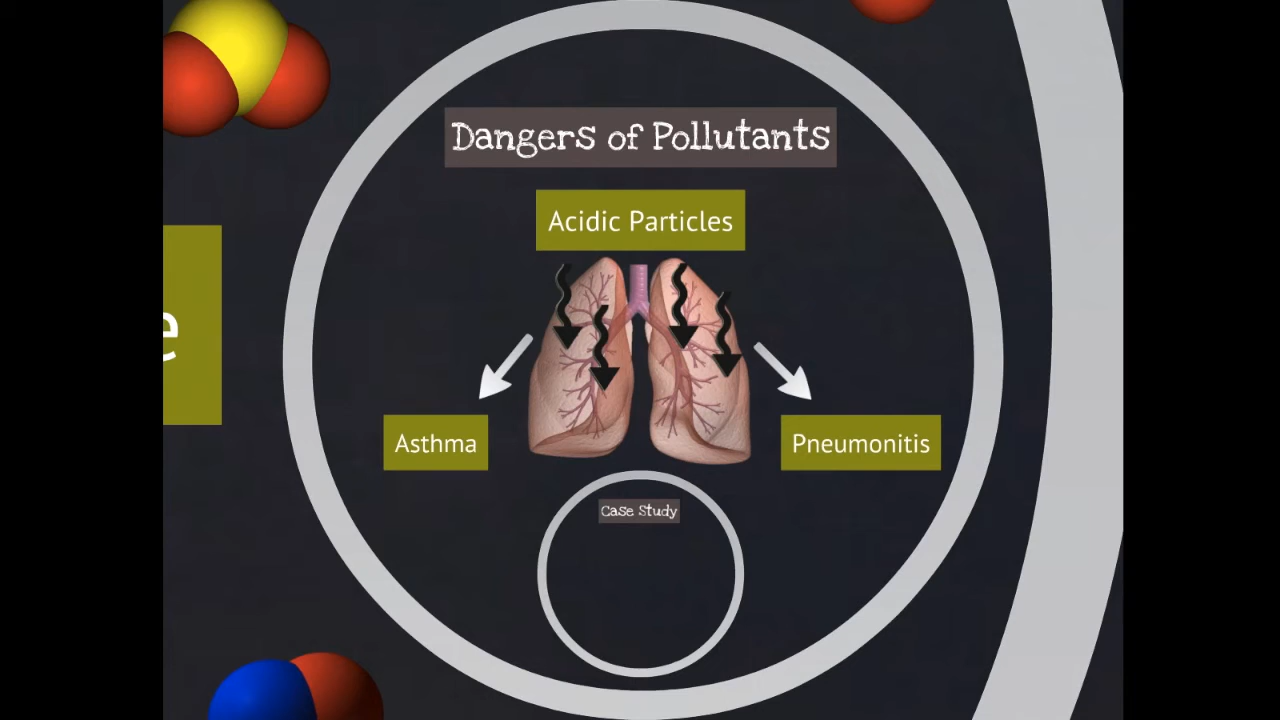 Dangers of Pollutants
Acidic Particles
e
Asthma
Pneumonitis
Case Study